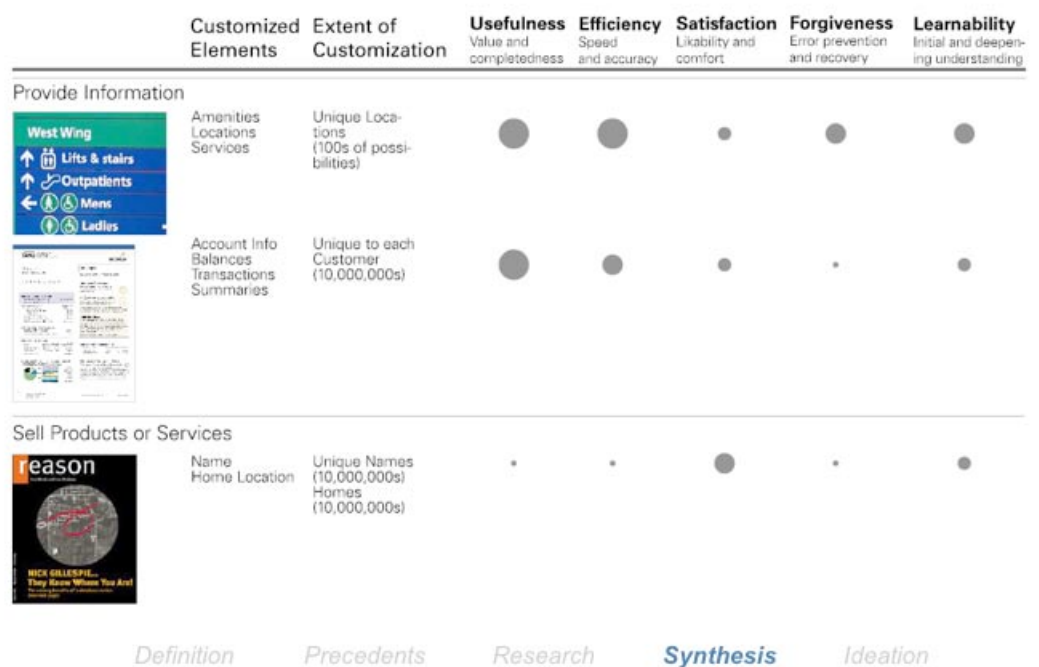 Customized Elements
Extent of Customization
Usefulness
Value and completedness
Efficiency
Speed and accuracy
Satisfaction
Likability and comfort
Forgiveness
Error prevention and recovery
Learnability
Initial and deepen-
ing understanding
Provide Information
West Wing
Lifts & stairs
Outpatients
Mens
Ladies
Amenities
Locations
Services
Unique Loca-
tions
(100s of possi-
bilities)
Account Info
Balances
Transactions
Summaries
Unique to each
Customer
(10,000,000s)
Sell Products or Services
reason
NICK GILLESPIE...
They Know Where You Are!
Name
Home Location
Unique Names
(10,000,000s)
Homes
(10,000,000s)
Definition
Precedents
Research
Synthesis
Ideation